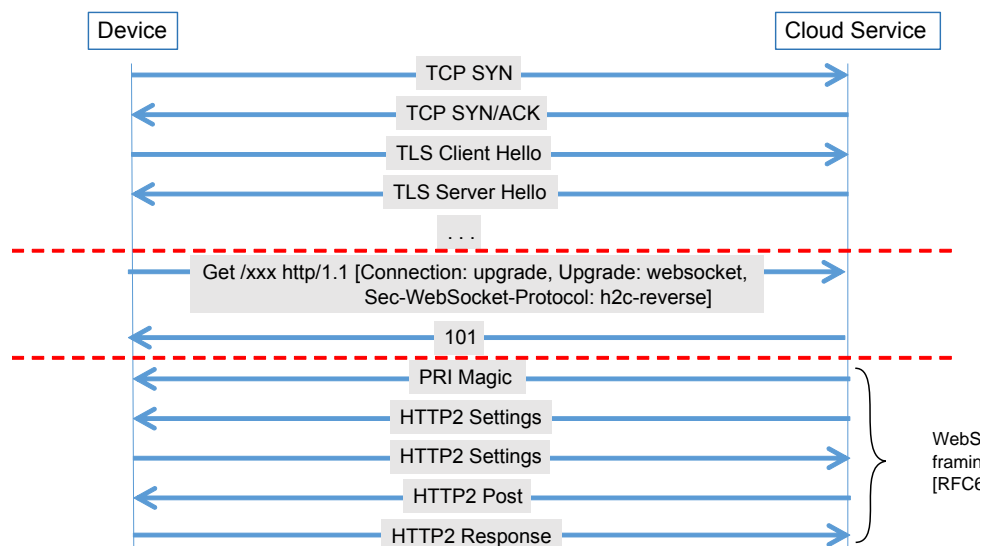 Device
Cloud Service
TCP SYN
TCP SYN/ACK
TLS Client Hello
TLS Server Hello
. . .
Get /xxx http/1.1 [Connection: upgrade, Upgrade: websocket,
Sec-WebSocket-Protocol: h2c-reverse]
101
PRI Magic
HTTP2 Settings
HTTP2 Settings
HTTP2 Post
HTTP2 Response